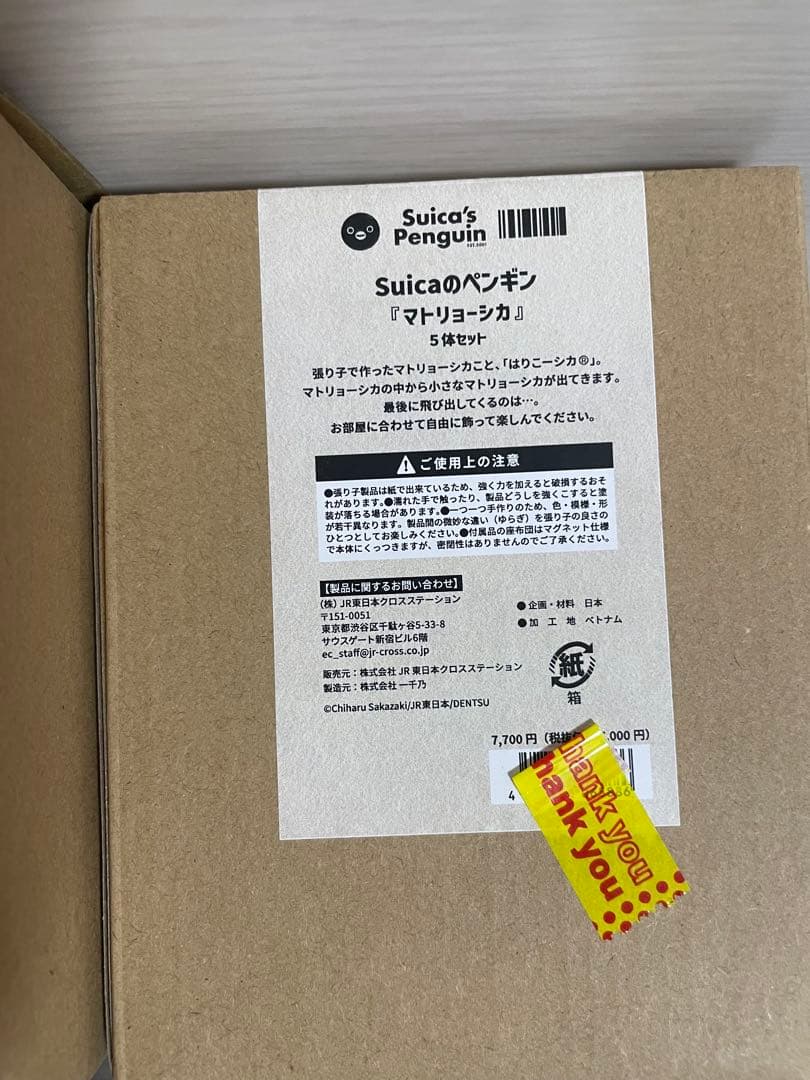 Suica's
Penguin
EST.2001
Suicaのペンギン
『マトリョーシカ』
5体セット
張り子で作ったマトリョーシカこと、「はりこーシカ®」。
マトリョーシカの中から小さなマトリョーシカが出てきます。
最後に飛び出してくるのは…。
お部屋に合わせて自由に飾って楽しんでください。
ご使用上の注意
●張り子製品は紙で出来ているため、強く力を加えると破損するおそ
れがあります。●濡れた手で触ったり、製品どうしを強くこすると塗
装が落ちる場合があります。●一つ一つ手作りのため、色・模様・形
が若干異なります。製品間の微妙な違い（ゆらぎ）を張り子の良さの
ひとつとしてお楽しみください。●付属品の座布団はマグネット仕様
で本体にくっつきますが、密閉性はありませんのでご了承ください。
【製品に関するお問い合わせ】
(株) JR東日本クロスステーション
〒151-0051
東京都渋谷区千駄ヶ谷5-33-8
サウスゲート新宿ビル6階
ec_staff@jr-cross.co.jp
●企画・材料 日本
●加 工 地 ベトナム
紙
箱
販売元：株式会社 JR東日本クロスステーション
製造元：株式会社 一千乃
©Chiharu Sakazaki/JR東日本/DENTSU
7,700円（税抜 ,000円）
4
thank you
thank you